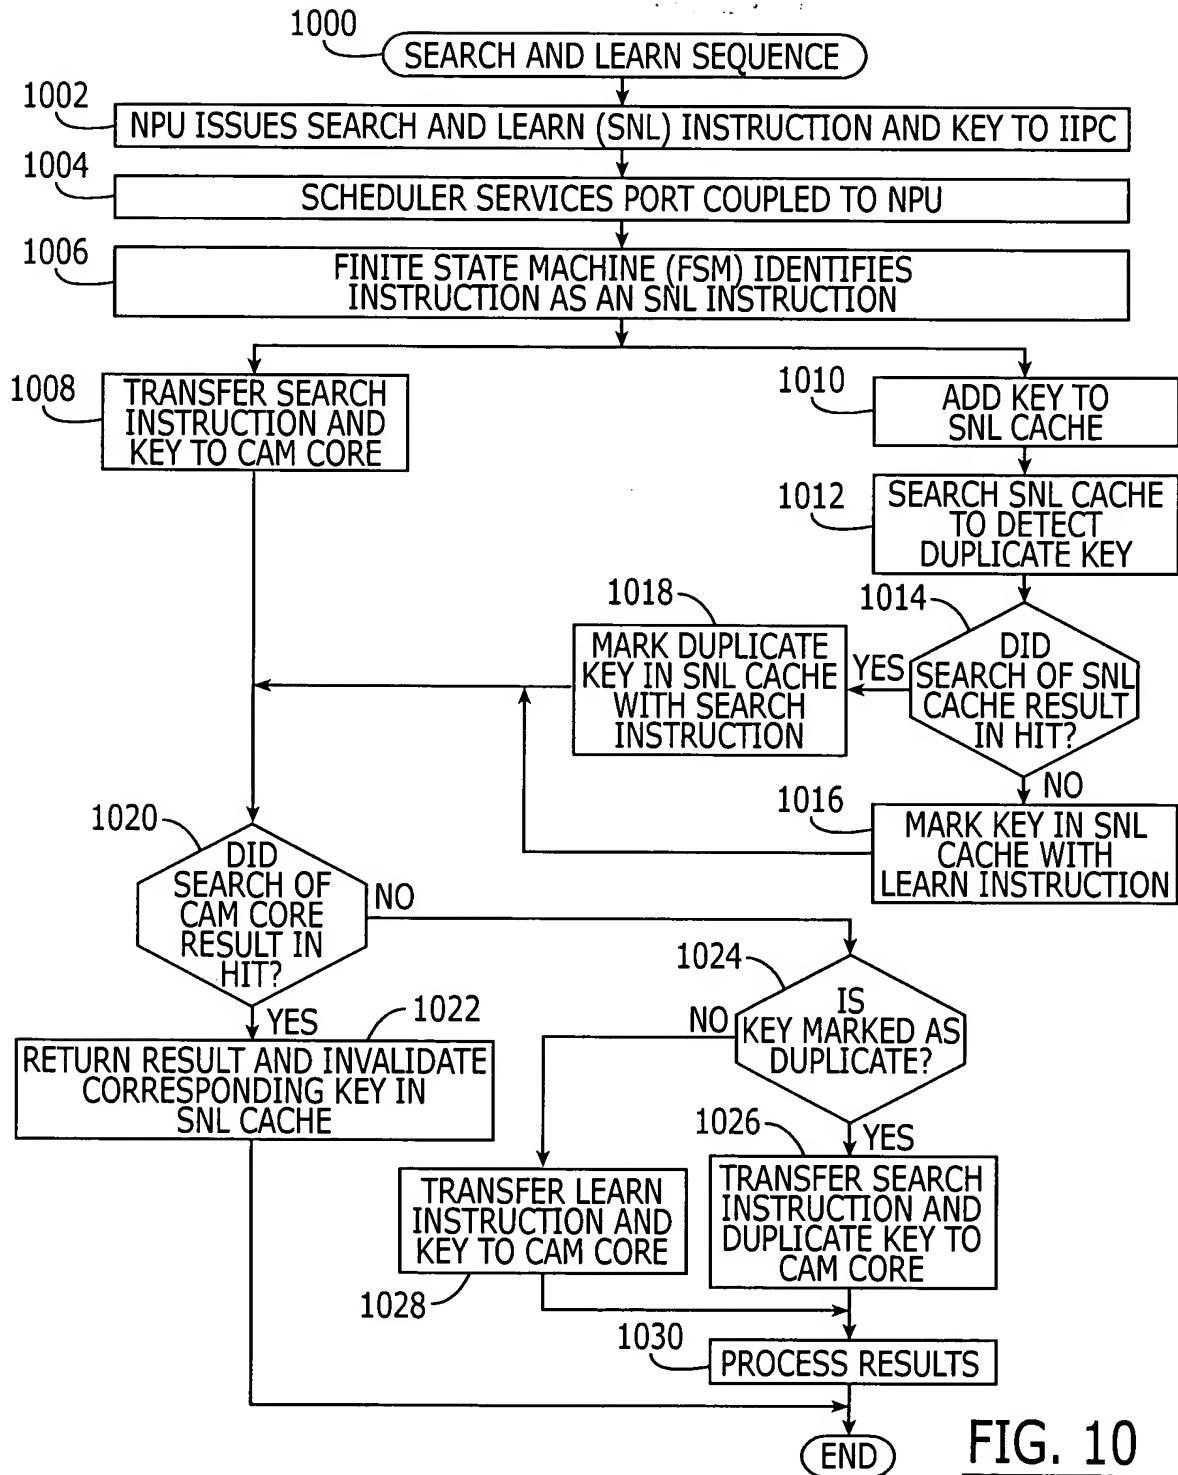 1000
SEARCH AND LEARN SEQUENCE
1002
NPU ISSUES SEARCH AND LEARN (SNL) INSTRUCTION AND KEY TO IIPC
1004
SCHEDULER SERVICES PORT COUPLED TO NPU
1006
FINITE STATE MACHINE (FSM) IDENTIFIES
INSTRUCTION AS AN SNL INSTRUCTION
1008
TRANSFER SEARCH
INSTRUCTION AND
KEY TO CAM CORE
1010
ADD KEY TO
SNL CACHE
1012
SEARCH SNL CACHE
TO DETECT
DUPLICATE KEY
1014
DID
SEARCH OF SNL
CACHE RESULT
IN HIT?
YES
1018
MARK DUPLICATE
KEY IN SNL CACHE
WITH SEARCH
INSTRUCTION
NO
1016
MARK KEY IN SNL
CACHE WITH
LEARN INSTRUCTION
1020
DID
SEARCH OF
CAM CORE
RESULT IN
HIT?
NO
YES
1022
RETURN RESULT AND INVALIDATE
CORRESPONDING KEY IN
SNL CACHE
1024
IS
KEY MARKED AS
DUPLICATE?
NO
YES
1026
TRANSFER SEARCH
INSTRUCTION AND
DUPLICATE KEY TO
CAM CORE
TRANSFER LEARN
INSTRUCTION AND
KEY TO CAM CORE
1028
1030
PROCESS RESULTS
END
FIG. 10